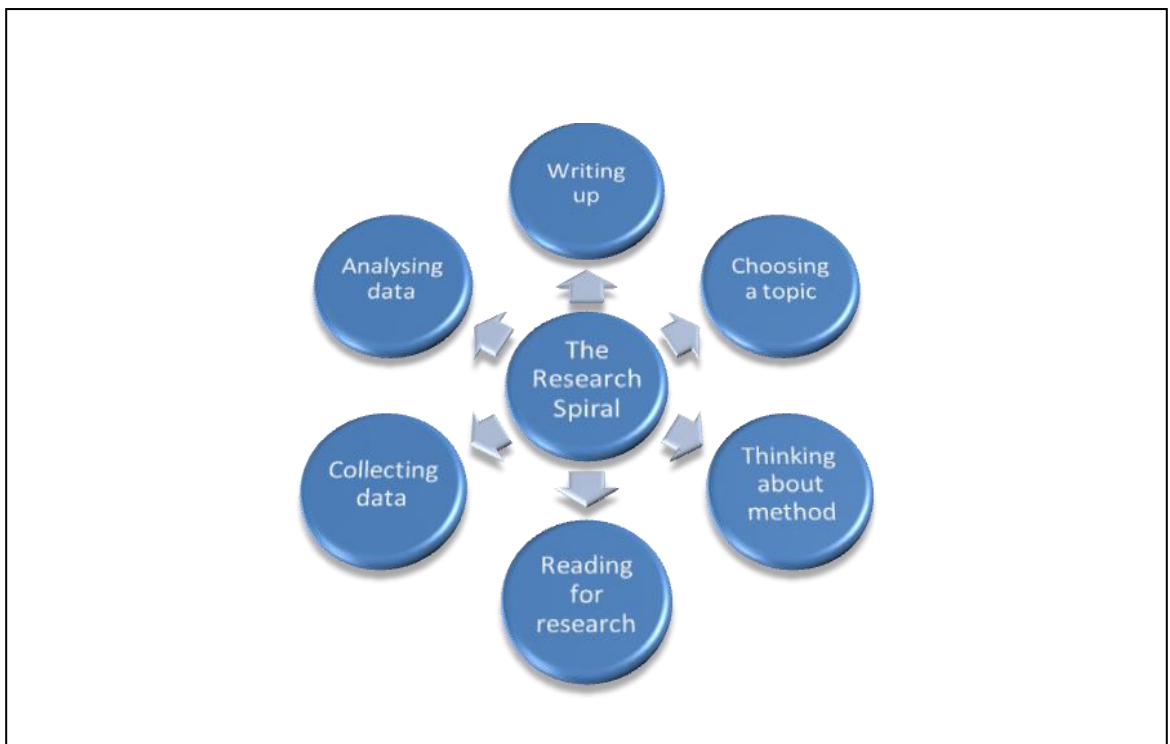 Writing
up
Choosing
a topic
Analysing
data
The
Research
Spiral
Thinking
about
method
Collecting
data
Reading
for
research